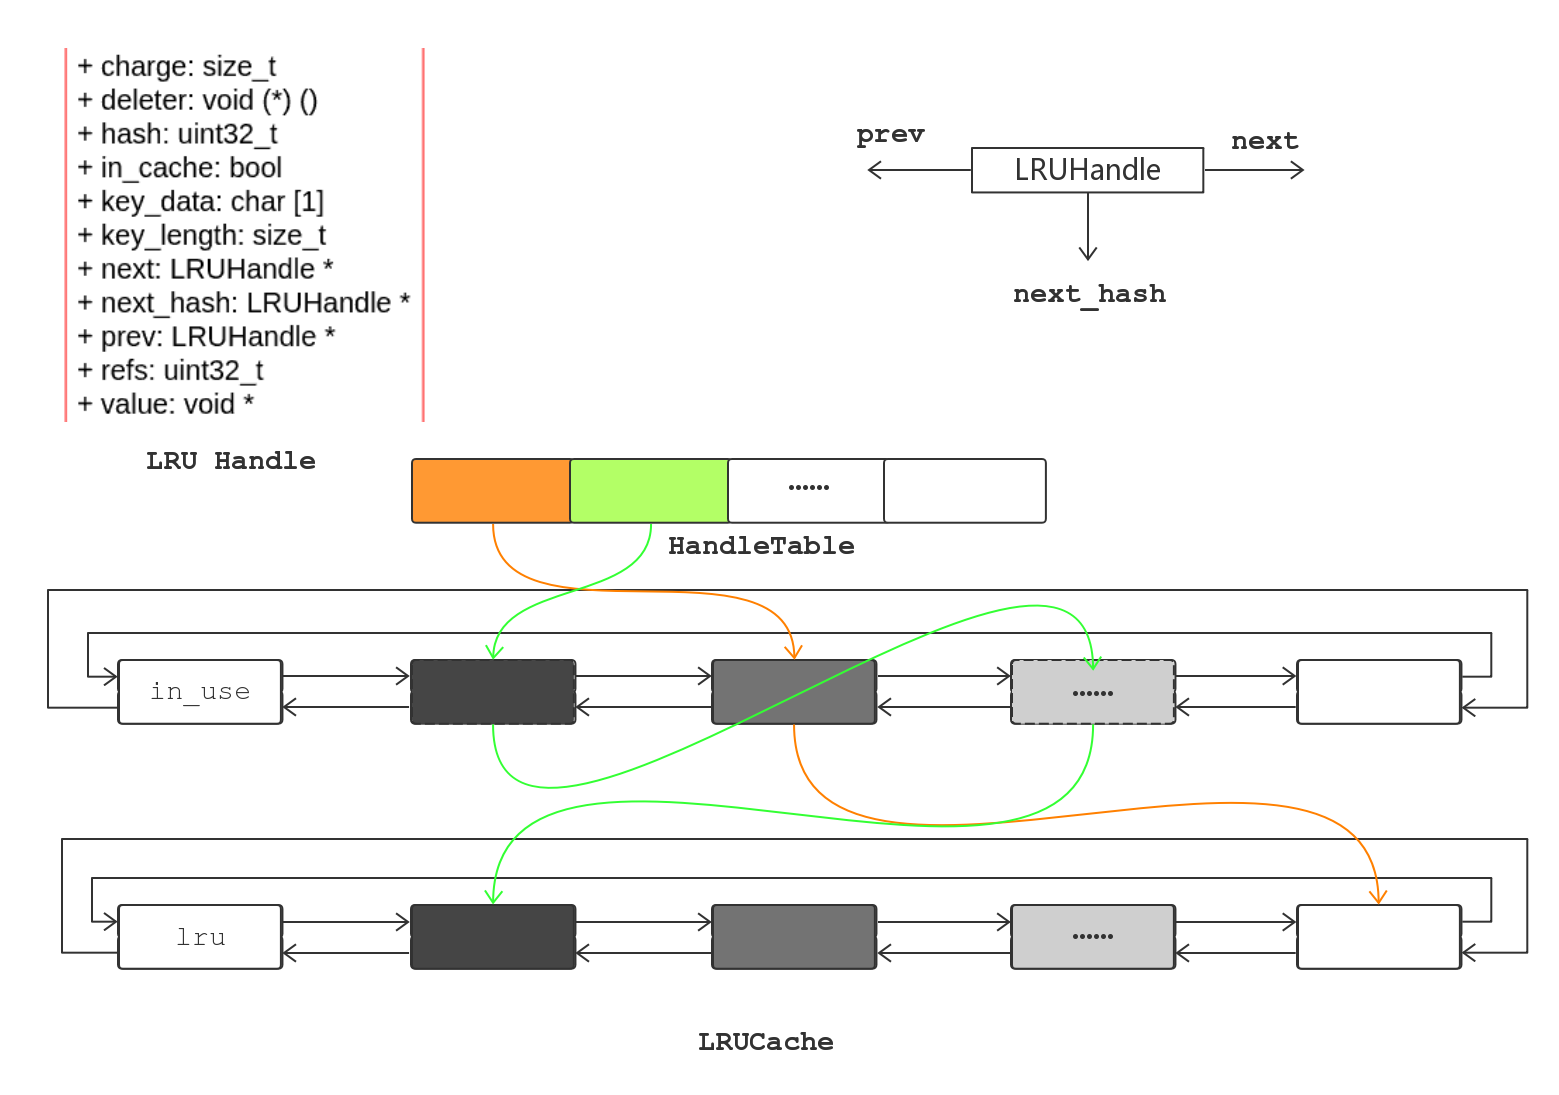 + charge: size_t
+ deleter: void (*) ()
+ hash: uint32_t
+ in_cache: bool
+ key_data: char [1]
+ key_length: size_t
+ next: LRUHandle *
+ next_hash: LRUHandle *
+ prev: LRUHandle *
+ refs: uint32_t
+ value: void *
LRU Handle
prev
next
LRUHandle
next_hash
······
HandleTable
in_use
······
lru
······
LRUCache